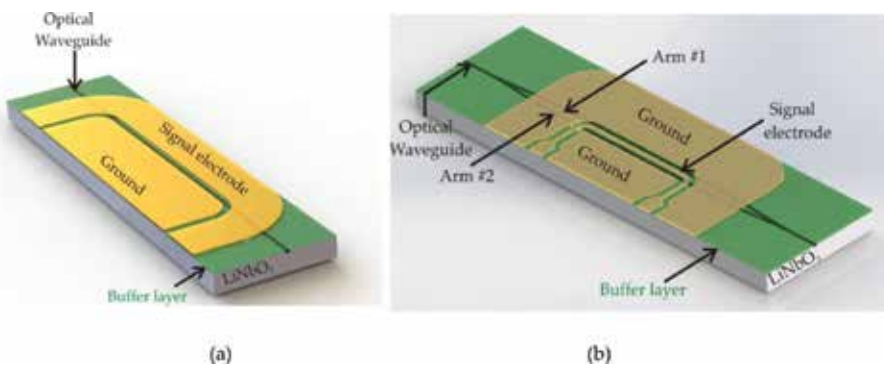 Optical
Waveguide
Signal electrode
Ground
LiNbO3
Buffer layer
(a)
(b)
Arm #1
Ground
Signal
electrode
Optical
Waveguide
Arm #2
Ground
LiNbO3
Buffer layer